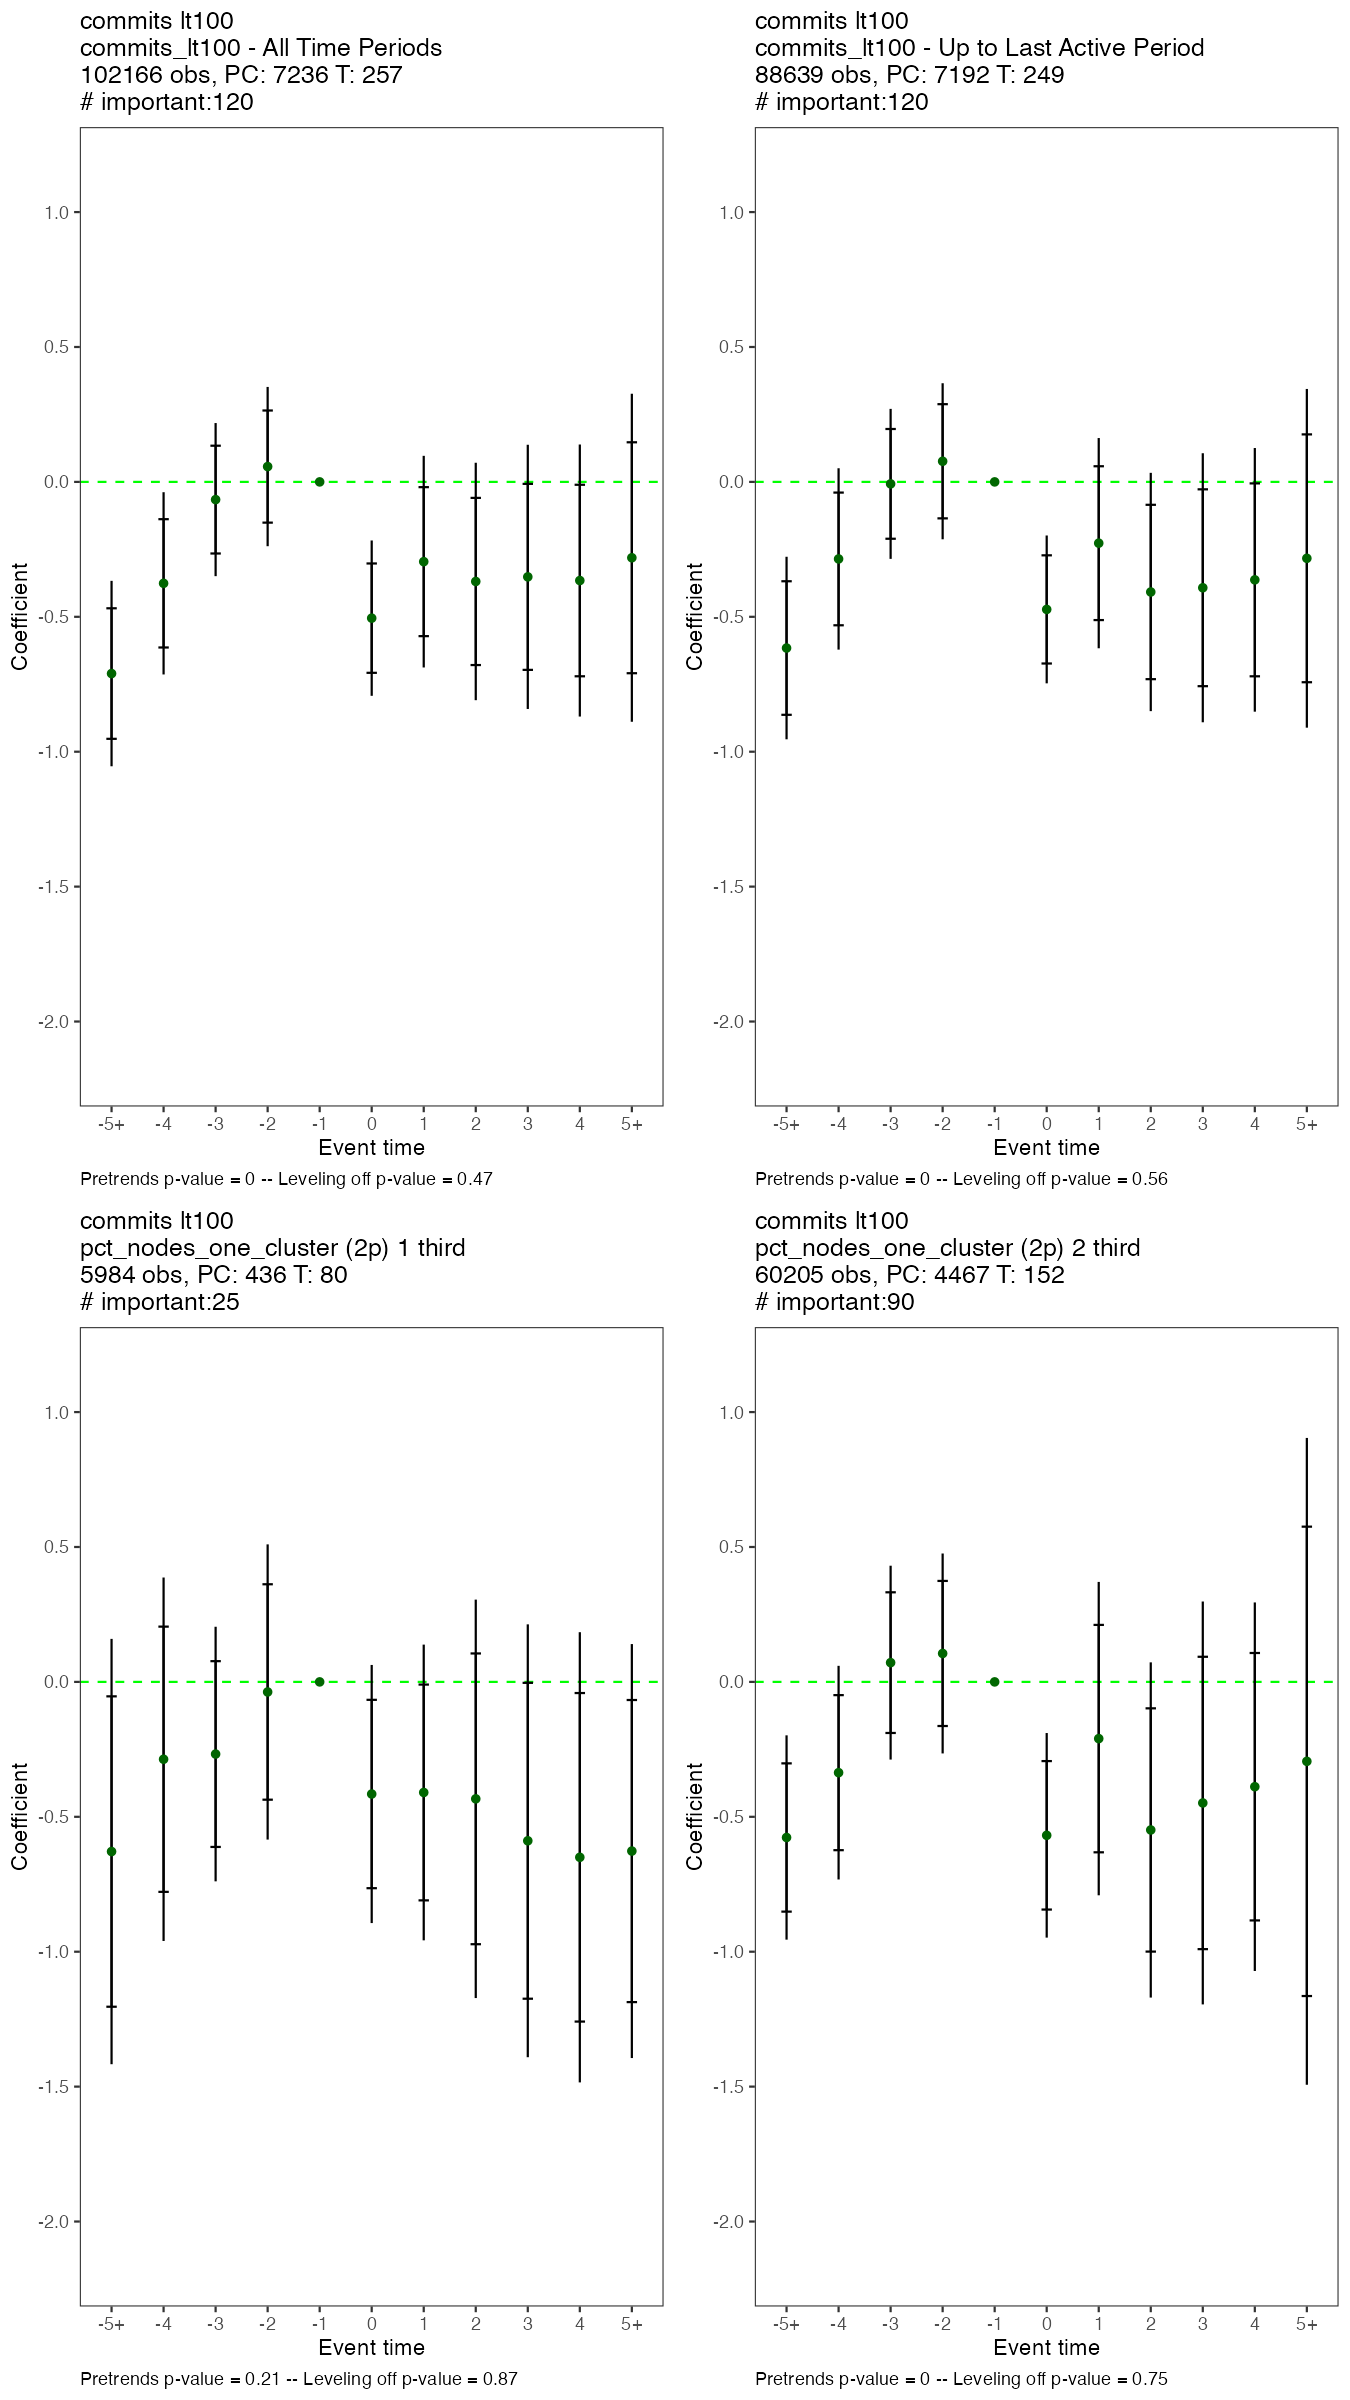 commits lt100
commits_lt100 - All Time Periods
102166 obs, PC: 7236 T: 257
# important:120
1.0
0.5
0.0
-0.5
-1.0
-1.5
-2.0
Coefficient
-5+ -4 -3 -2 -1 0 1 2 3 4 5+
Event time
Pretrends p-value = 0 -- Leveling off p-value = 0.47
commits lt100
commits_lt100 - Up to Last Active Period
88639 obs, PC: 7192 T: 249
# important:120
1.0
0.5
0.0
-0.5
-1.0
-1.5
-2.0
Coefficient
-5+ -4 -3 -2 -1 0 1 2 3 4 5+
Event time
Pretrends p-value = 0 -- Leveling off p-value = 0.56
commits lt100
pct_nodes_one_cluster (2p) 1 third
5984 obs, PC: 436 T: 80
# important:25
1.0
0.5
0.0
-0.5
-1.0
-1.5
-2.0
Coefficient
-5+ -4 -3 -2 -1 0 1 2 3 4 5+
Event time
Pretrends p-value = 0.21 -- Leveling off p-value = 0.87
commits lt100
pct_nodes_one_cluster (2p) 2 third
60205 obs, PC: 4467 T: 152
# important:90
1.0
0.5
0.0
-0.5
-1.0
-1.5
-2.0
Coefficient
-5+ -4 -3 -2 -1 0 1 2 3 4 5+
Event time
Pretrends p-value = 0 -- Leveling off p-value = 0.75